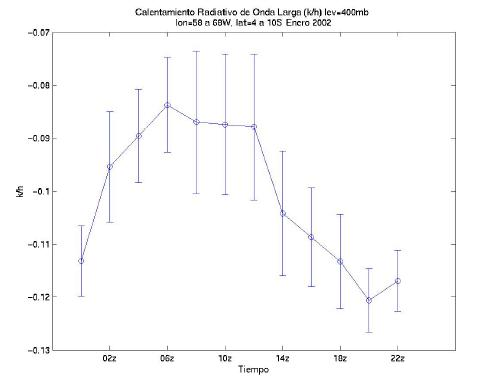 Calentamiento Radiativo de Onda Larga (k/h) lev=400mb
lon=58 a 68W, lat=4 a 10S Enero 2002
-0.07
-0.08
-0.09
-0.1
-0.11
-0.12
-0.13
k/h
02z 06z 10z 14z 18z 22z
Tiempo